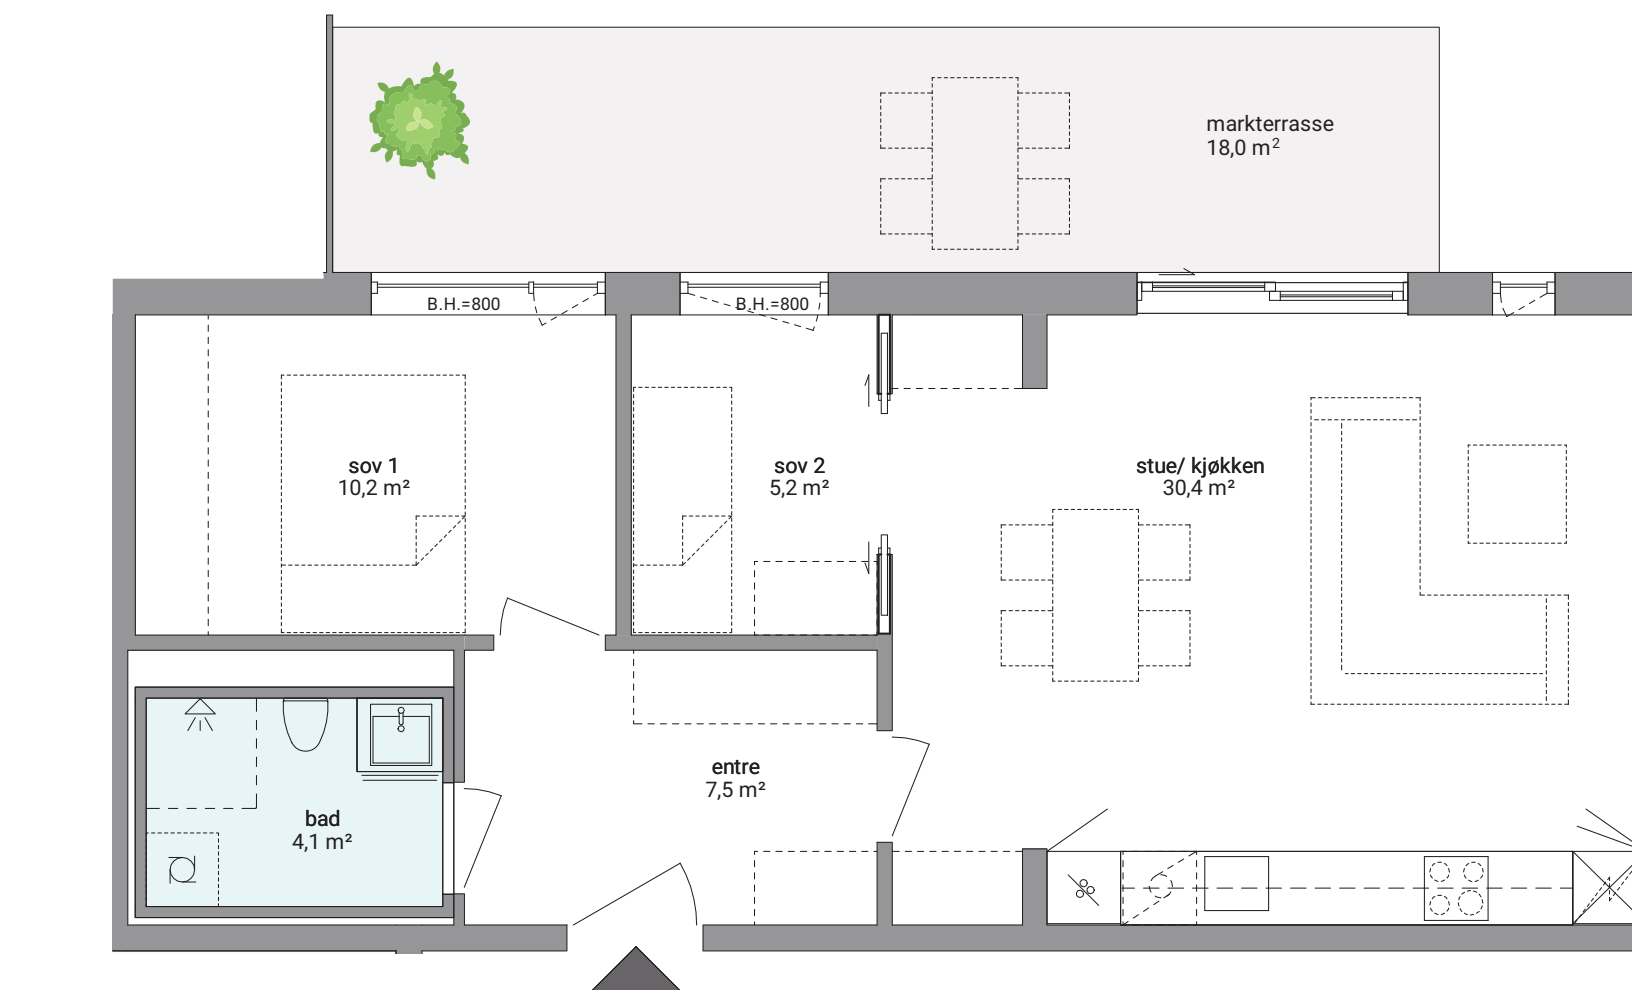 markterrasse
18,0 m²
B.H.=800
B.H.=800
sov 1
10,2 m²
sov 2
5,2 m²
stue/ kjøkken
30,4 m²
entre
7,5 m²
bad
4,1 m²